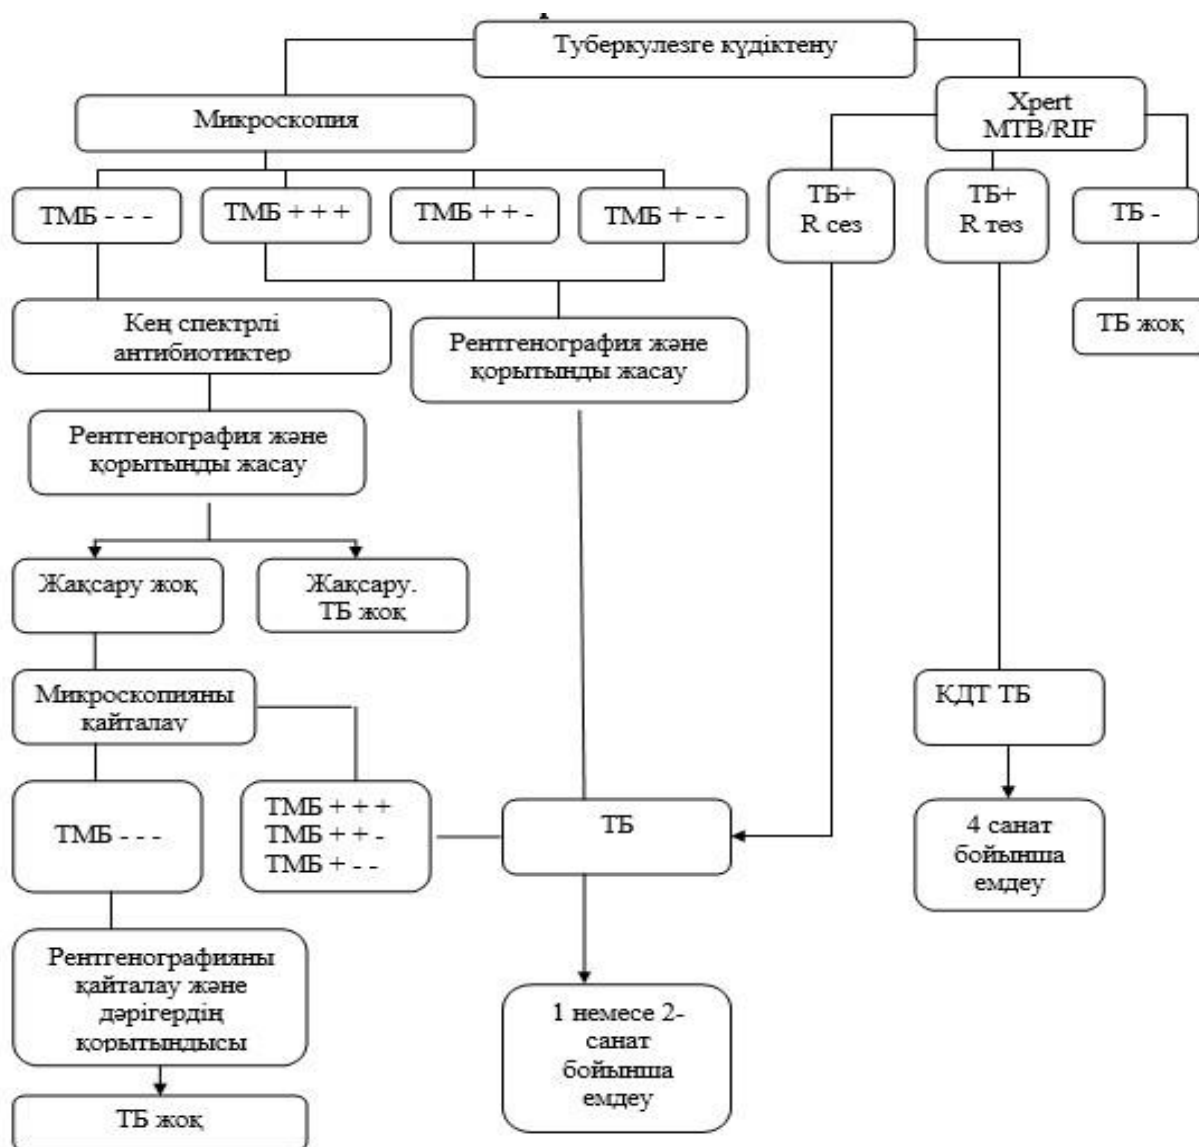 Туберкулезге күдіктену
Микроскопия
Xpert
MTB/RIF
ТМБ - - -
ТМБ + + +
ТМБ + + -
ТМБ + - -
ТБ+
R сез
ТБ+
R төз
ТБ -
Кең спектрлі
антибиотиктер
Рентгенография және
қорытынды жасау
ТБ жоқ
Рентгенография және
қорытынды жасау
Жақсару жоқ
Жақсару.
ТБ жоқ
Микроскопияны
қайталау
КДТ ТБ
ТМБ - - -
ТМБ + + +
ТМБ + + -
ТМБ + - -
ТБ
4 санат
бойынша
емдеу
Рентгенографияны
қайталау және
дәрігердің
қорытындысы
1 немесе 2-
санат
бойынша
емдеу
ТБ жоқ